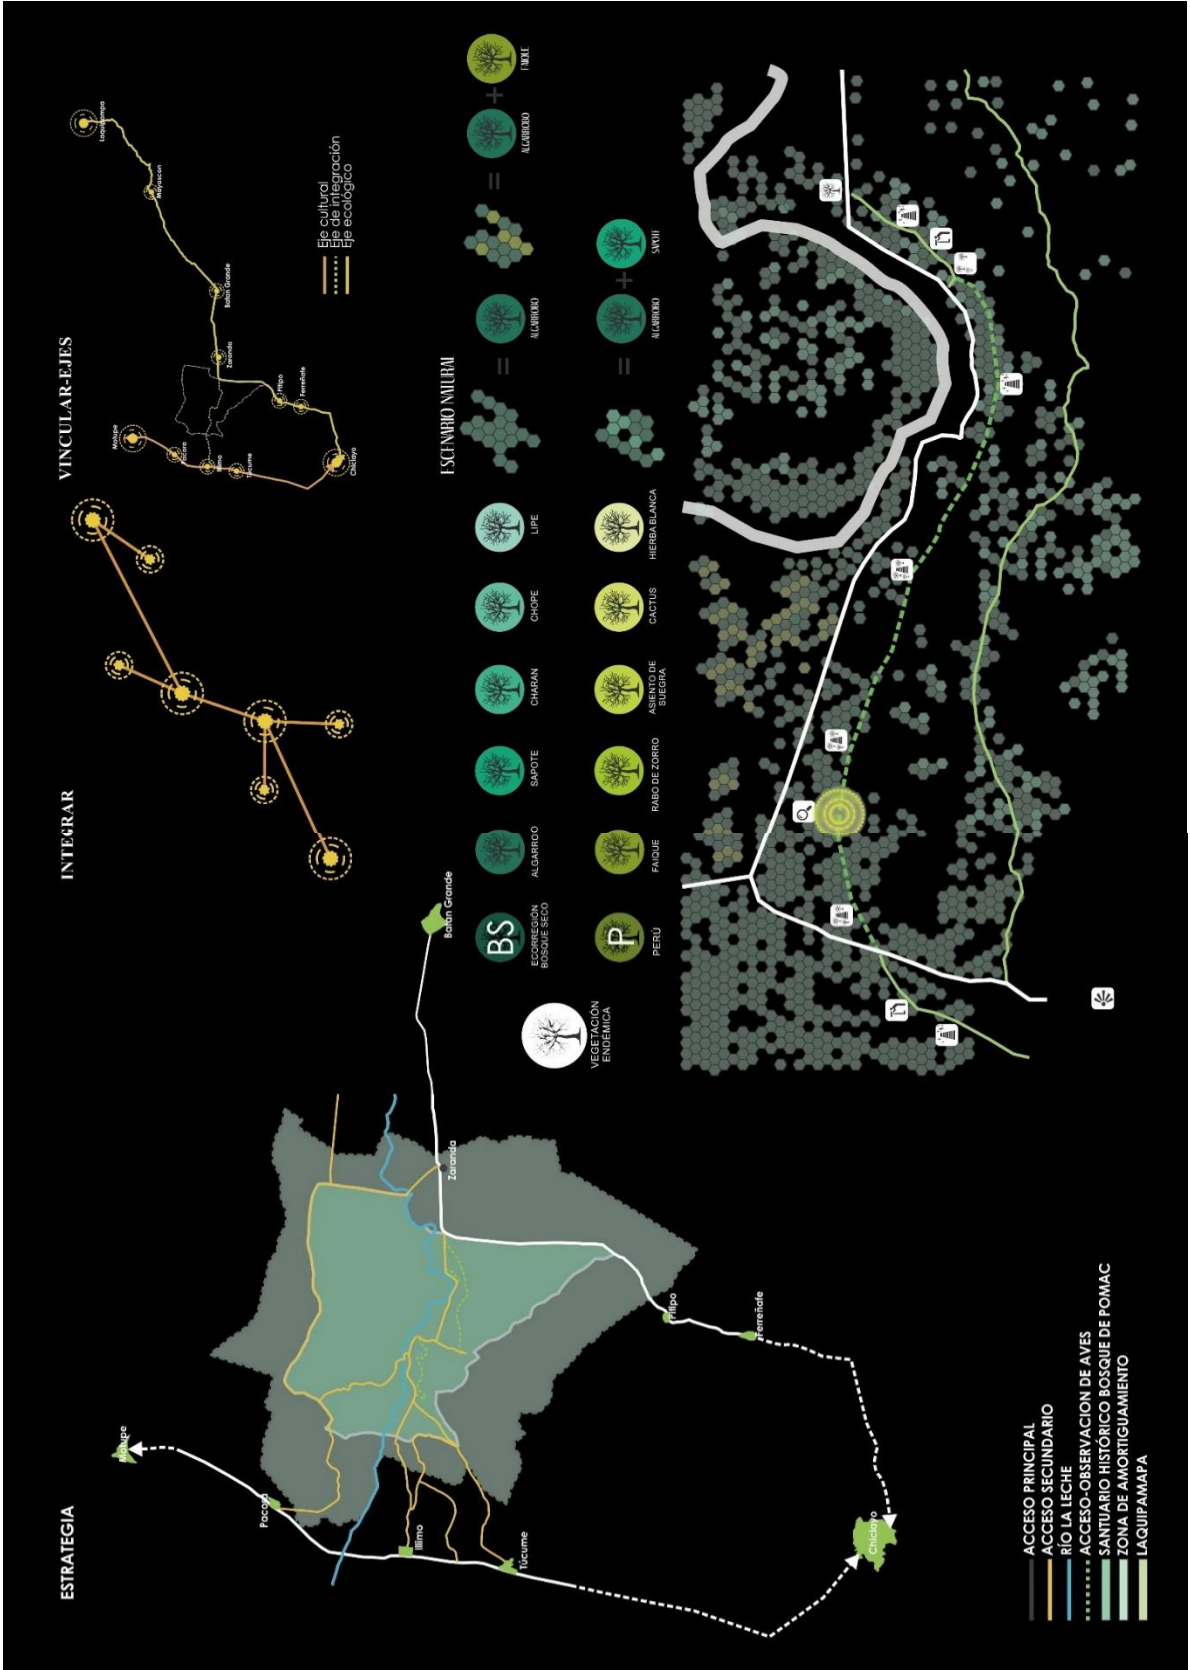 ESTRATEGIA
Motupe
Pacora
Illimo
Túcume
Chiclayo
Ferreñafe
Pítipo
Zaranda
Batan Grande
ACCESO PRINCIPAL
ACCESO SECUNDARIO
RÍO LA LECHE
ACCESO-OBSERVACION DE AVES
SANTUARIO HISTÓRICO BOSQUE DE POMAC
ZONA DE AMORTIGUAMIENTO
LAQUIPAMAPA
INTEGRAR
VINCULAR-EJES
Motupe
Pacora
Illimo
Túcume
Chiclayo
Ferreñafe
Pítipo
Zaranda
Batan Grande
Mayascon
Laquipampa
Eje cultural
Eje de integración
Eje ecológico
VEGETACIÓN
ENDÉMICA
BS
ECORREGIÓN
BOSQUE SECO
ALGARROO
SAPOTE
CHARAN
CHOPE
LIPE
P
PERÚ
FAIQUE
RABO DE ZORRO
ASIENTO DE
SUEGRA
CACTUS
HIERBA BLANCA
ESCENARIO NATURAL
= ALGARROBO
= ALGARROBO + FAIQUE
= ALGARROBO + SAPOTE